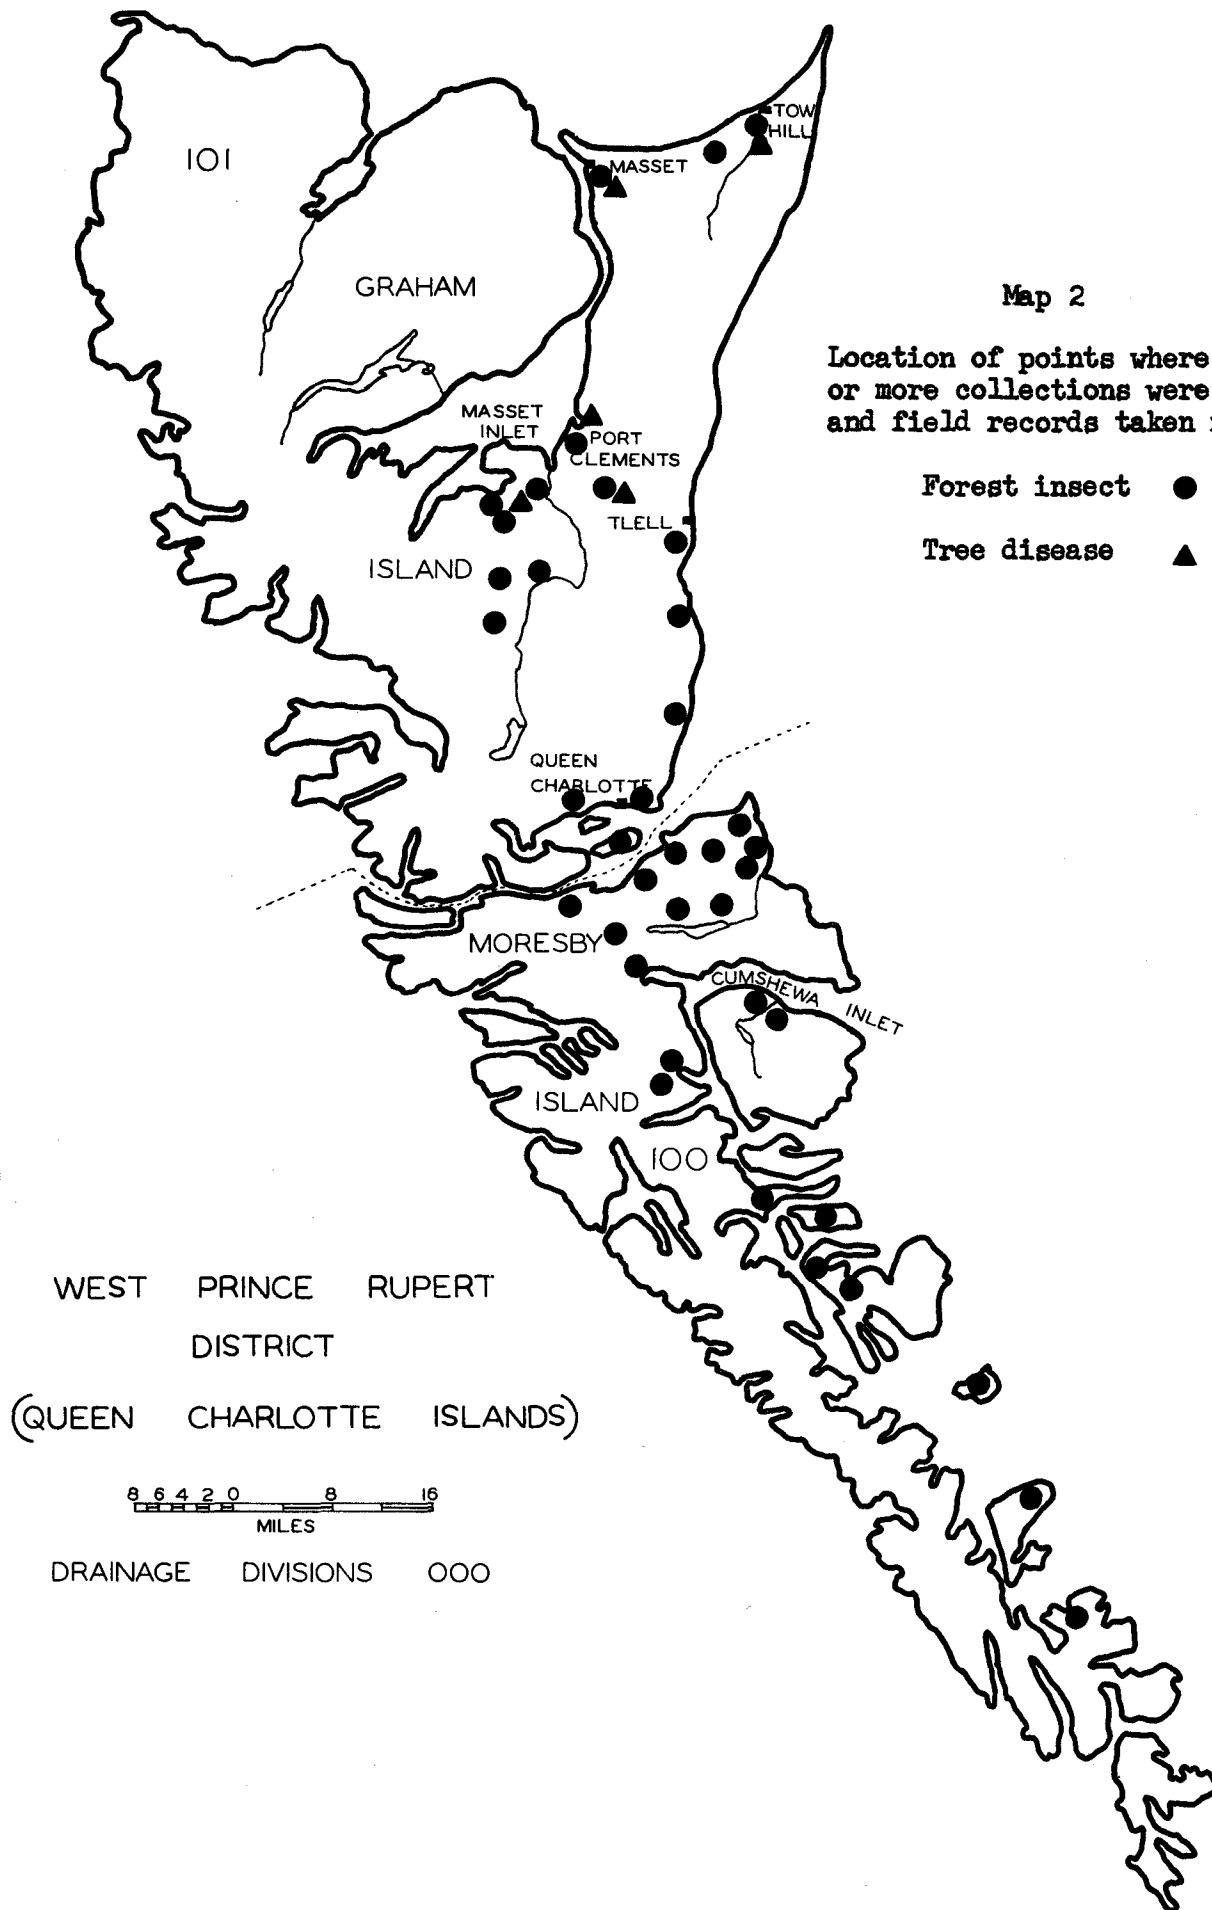 TOW
HILL
MASSET
101
GRAHAM
Map 2
Location of points where
or more collections were
and field records taken
MASSET
INLET
PORT
CLEMENTS
Forest insect
TLELL
Tree disease
ISLAND
QUEEN
CHARLOTTE
MORESBY
CUMSHEWA INLET
ISLAND
100
WEST PRINCE RUPERT
DISTRICT
(QUEEN CHARLOTTE ISLANDS)
8 6 4 2 0 8 16
MILES
DRAINAGE DIVISIONS 000